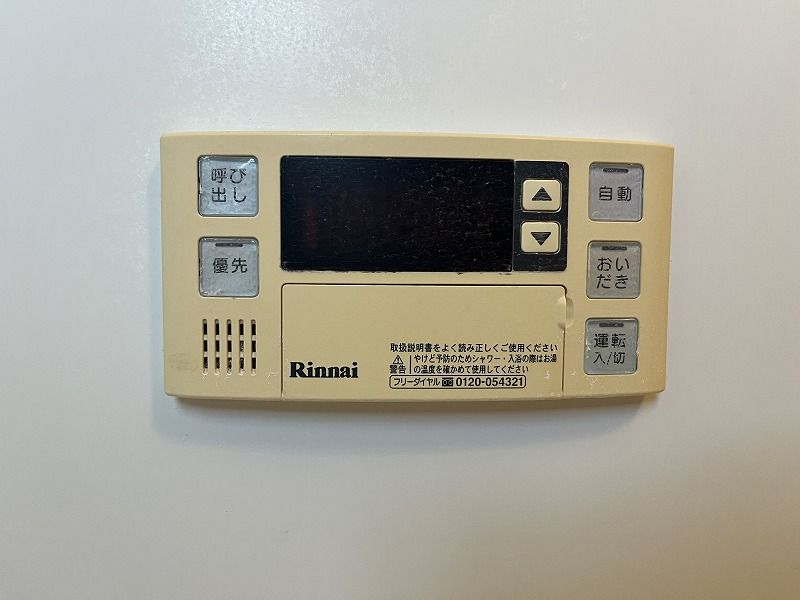 呼び
出し
優先
自動
おい
だき
運転
入/切
取扱説明書をよく読み正しくご使用ください
警告
やけど予防のためシャワー・入浴の際はお湯
の温度を確かめて使用してください
Rinnai
フリーダイヤル 0120-054321